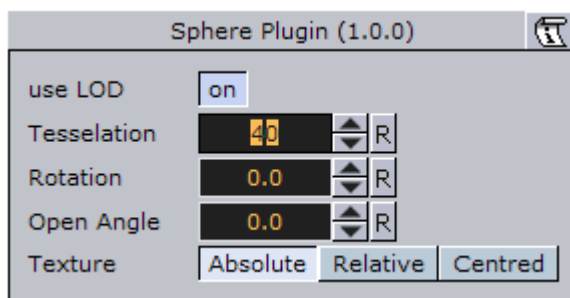 Sphere Plugin (1.0.0)
use LOD on
Tesselation 40 R
Rotation 0.0 R
Open Angle 0.0 R
Texture Absolute Relative Centred